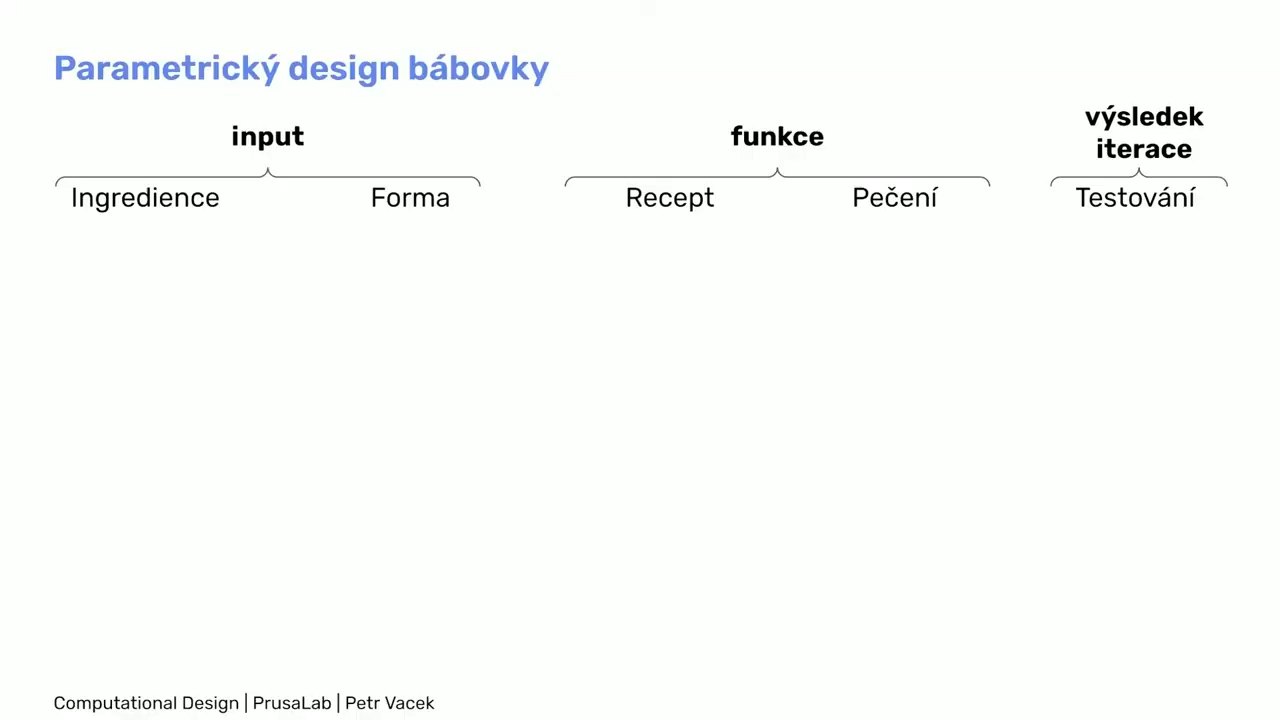 Parametrický design bábovky
input
funkce
výsledek
iterace
Ingredience
Forma
Recept
Pečení
Testování
Computational Design | PrusaLab | Petr Vacek